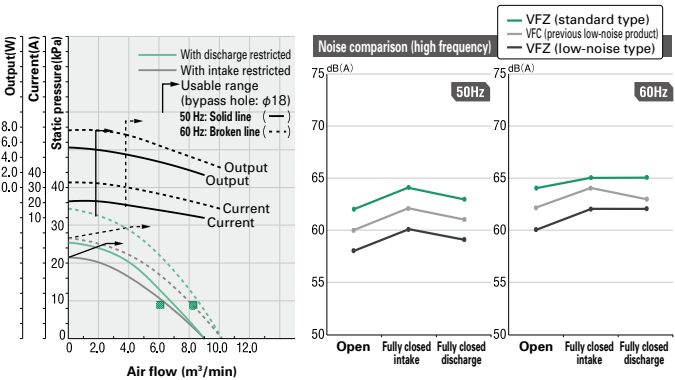 Output(W)
Current(A)
Static pressure(kPa)
8.0
6.0
4.0
2.0
0.0
40
30
20
10
40
30
20
10
0
With discharge restricted
With intake restricted
Usable range
(bypass hole: φ18)
50 Hz: Solid line ( — )
60 Hz: Broken line ( --- )
Output
Output
Current
Current
0 2.0 4.0 6.0 8.0 10.0 12.0
Air flow (m³/min)
VFZ (standard type)
VFC (previous low-noise product)
VFZ (low-noise type)
Noise comparison (high frequency)
dB(A)
75
70
65
60
55
50
50Hz
Open
Fully closed intake
Fully closed discharge
dB(A)
75
70
65
60
55
50
60Hz
Open
Fully closed intake
Fully closed discharge